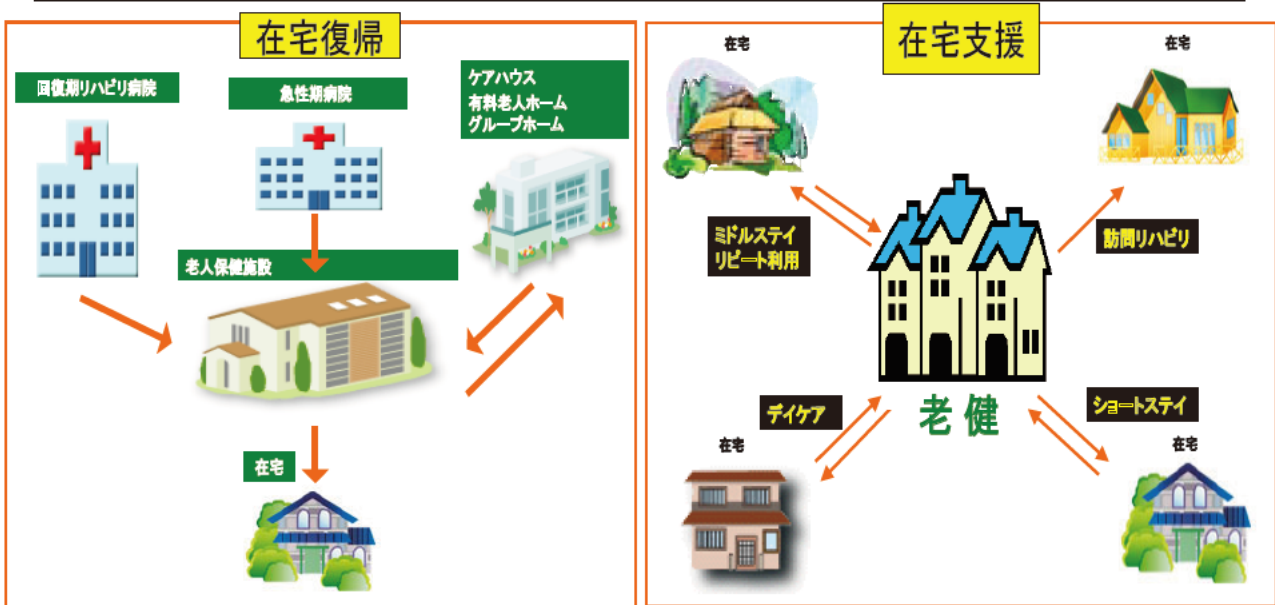 在宅復帰
回復期リハビリ病院
急性期病院
ケアハウス
有料老人ホーム
グループホーム
老人保健施設
在宅
在宅支援
在宅
在宅
ミドルステイ
リピート利用
訪問リハビリ
デイケア
老健
ショートステイ
在宅
在宅